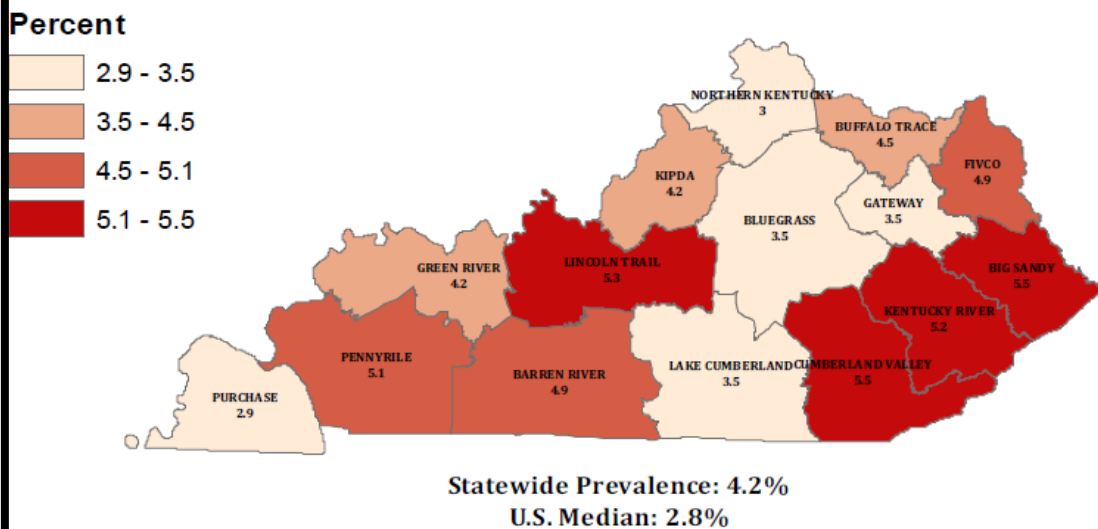 Percent
2.9 - 3.5
3.5 - 4.5
4.5 - 5.1
5.1 - 5.5
NORTHERN KENTUCKY
3
BUFFALO TRACE
4.5
FIVCO
4.9
KIPDA
4.2
GATEWAY
3.5
BLUEGRASS
3.5
LINCOLN TRAIL
5.3
GREEN RIVER
4.2
BIG SANDY
5.5
KENTUCKY RIVER
5.2
PENNYRILE
5.1
BARREN RIVER
4.9
LAKE CUMBERLAND
3.5
CUMBERLAND VALLEY
5.5
PURCHASE
2.9
Statewide Prevalence: 4.2%
U.S. Median: 2.8%